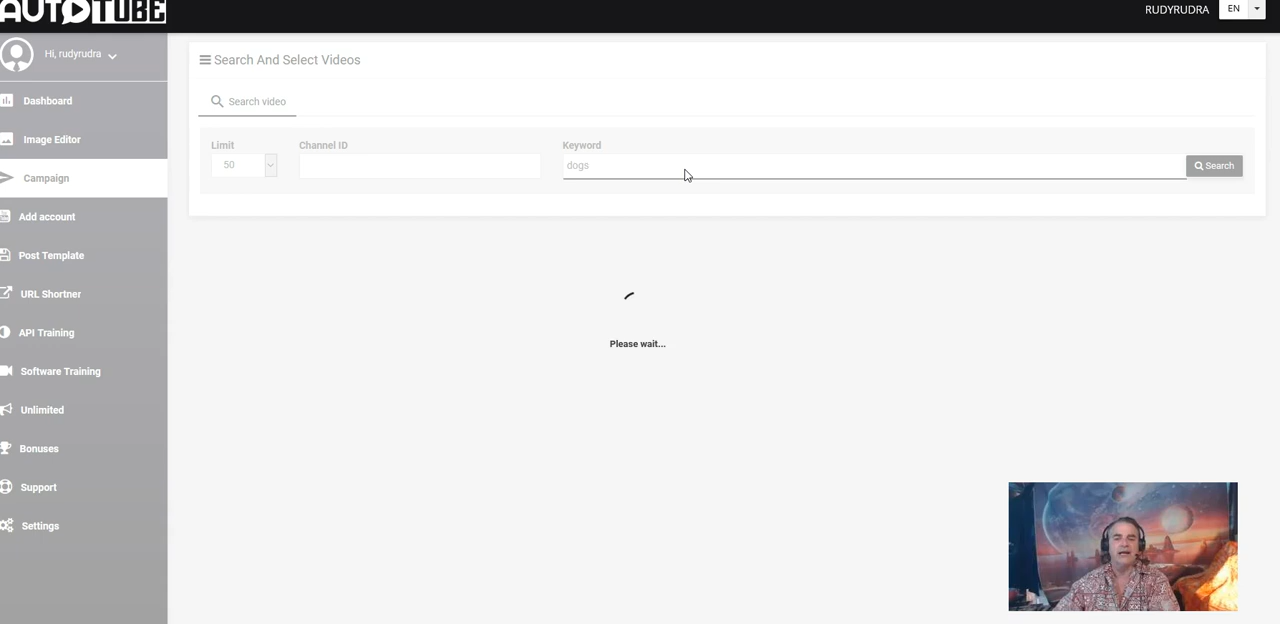 AUTOTUBE
RUDYRUDRA
EN
Hi, rudyrudra
Dashboard
Image Editor
Campaign
Add account
Post Template
URL Shortner
API Training
Software Training
Unlimited
Bonuses
Support
Settings
Search And Select Videos
Search video
Limit
Channel ID
Keyword
50
dogs
Search
Please wait...